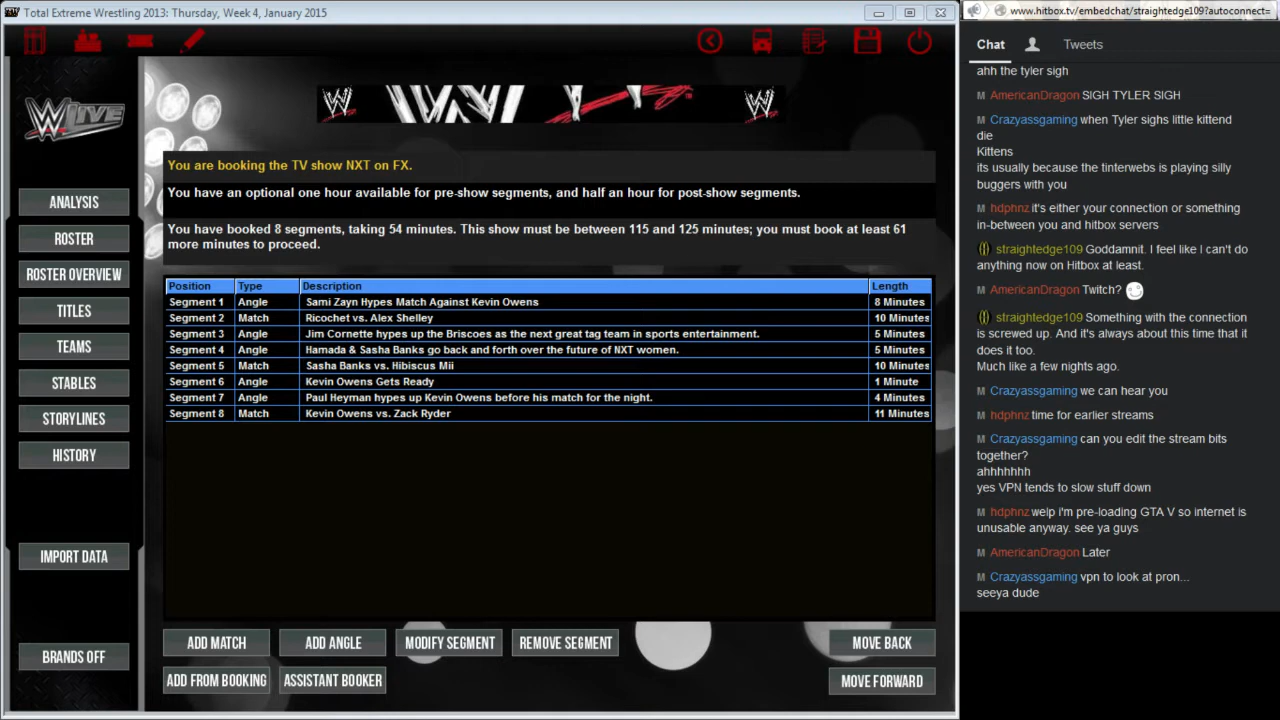 Total Extreme Wrestling 2013: Thursday, Week 4, January 2015
www.hitbox.tv/embedchat/straightedge109?autoconnect=
LIVE
Chat
Tweets
ANALYSIS
ROSTER
ROSTER OVERVIEW
TITLES
TEAMS
STABLES
STORYLINES
HISTORY
IMPORT DATA
BRANDS OFF
You are booking the TV show NXT on FX.
You have an optional one hour available for pre-show segments, and half an hour for post-show segments.
You have booked 8 segments, taking 54 minutes. This show must be between 115 and 125 minutes; you must book at least 61
more minutes to proceed.
Position Type Description Length
Segment 1 Angle Sami Zayn Hypes Match Against Kevin Owens 8 Minutes
Segment 2 Match Ricochet vs. Alex Shelley 10 Minutes
Segment 3 Angle Jim Cornette hypes up the Briscoes as the next great tag team in sports entertainment. 5 Minutes
Segment 4 Angle Hamada & Sasha Banks go back and forth over the future of NXT women. 5 Minutes
Segment 5 Match Sasha Banks vs. Hibiscus Mii 10 Minutes
Segment 6 Angle Kevin Owens Gets Ready 1 Minute
Segment 7 Angle Paul Heyman hypes up Kevin Owens before his match for the night. 4 Minutes
Segment 8 Match Kevin Owens vs. Zack Ryder 11 Minutes
ADD MATCH ADD ANGLE MODIFY SEGMENT REMOVE SEGMENT MOVE BACK
ADD FROM BOOKING ASSISTANT BOOKER MOVE FORWARD
ahh the tyler sigh
M AmericanDragon SIGH TYLER SIGH
M Crazyassgaming when Tyler sighs little kittend
die
Kittens
its usually because the tinterwebs is playing silly
buggers with you
M hdphnz it's either your connection or something
in-between you and hitbox servers
straightedge109 Goddamnit. I feel like I can't do
anything now on Hitbox at least.
M AmericanDragon Twitch?
straightedge109 Something with the connection
is screwed up. And it's always about this time that it
does it too.
Much like a few nights ago.
M Crazyassgaming we can hear you
M hdphnz time for earlier streams
M Crazyassgaming can you edit the stream bits
together?
ahhhhhhh
yes VPN tends to slow stuff down
M hdphnz welp i'm pre-loading GTA V so internet is
unusable anyway. see ya guys
M AmericanDragon Later
M Crazyassgaming vpn to look at pron...
seeya dude